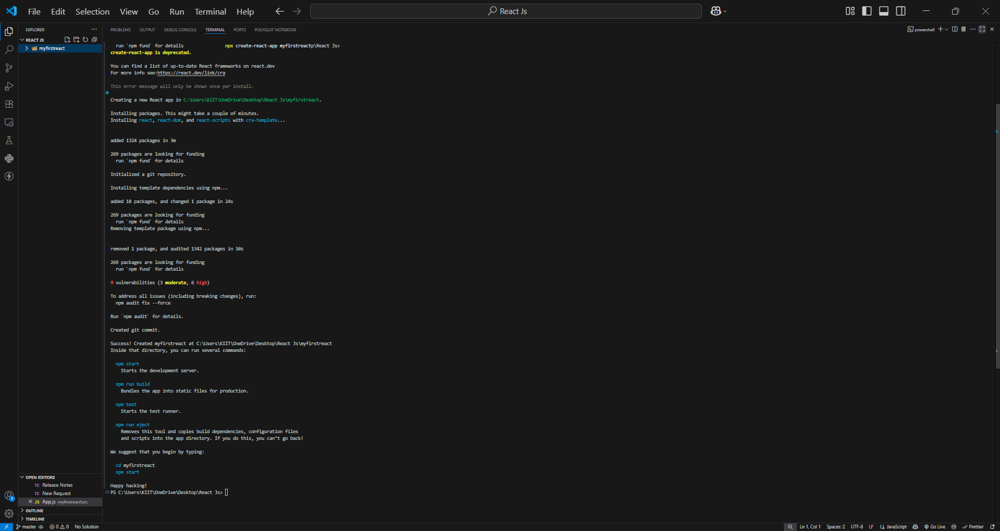 File Edit Selection View Go Run Terminal Help
React Js
EXPLORER
REACT JS
myfirstreact
PROBLEMS OUTPUT DEBUG CONSOLE TERMINAL PORTS POLYGLOT NOTEBOOK
powershell
run `npm fund` for details npx create-react-app myfirstreactp\React Js>
create-react-app is deprecated.
You can find a list of up-to-date React frameworks on react.dev
For more info see:https://react.dev/link/cra
This error message will only be shown once per install.
Creating a new React app in C:\Users\KIIT\OneDrive\Desktop\React Js\myfirstreact.
Installing packages. This might take a couple of minutes.
Installing react, react-dom, and react-scripts with cra-template...
added 1324 packages in 3m
269 packages are looking for funding
run `npm fund` for details
Initialized a git repository.
Installing template dependencies using npm...
added 18 packages, and changed 1 package in 24s
269 packages are looking for funding
run `npm fund` for details
Removing template package using npm...
removed 1 package, and audited 1342 packages in 10s
269 packages are looking for funding
run `npm fund` for details
9 vulnerabilities (3 moderate, 6 high)
To address all issues (including breaking changes), run:
npm audit fix --force
Run `npm audit` for details.
Created git commit.
Success! Created myfirstreact at C:\Users\KIIT\OneDrive\Desktop\React Js\myfirstreact
Inside that directory, you can run several commands:
npm start
Starts the development server.
npm run build
Bundles the app into static files for production.
npm test
Starts the test runner.
npm run eject
Removes this tool and copies build dependencies, configuration files
and scripts into the app directory. If you do this, you can't go back!
We suggest that you begin by typing:
cd myfirstreact
npm start
Happy hacking!
PS C:\Users\KIIT\OneDrive\Desktop\React Js>
OPEN EDITORS
TC Release Notes
TC New Request
JS App.js myfirstreact\src
OUTLINE
TIMELINE
1
master 0 0 No Solution
Ln 1, Col 1 Spaces: 2 UTF-8 LF {} JavaScript Go Live Prettier